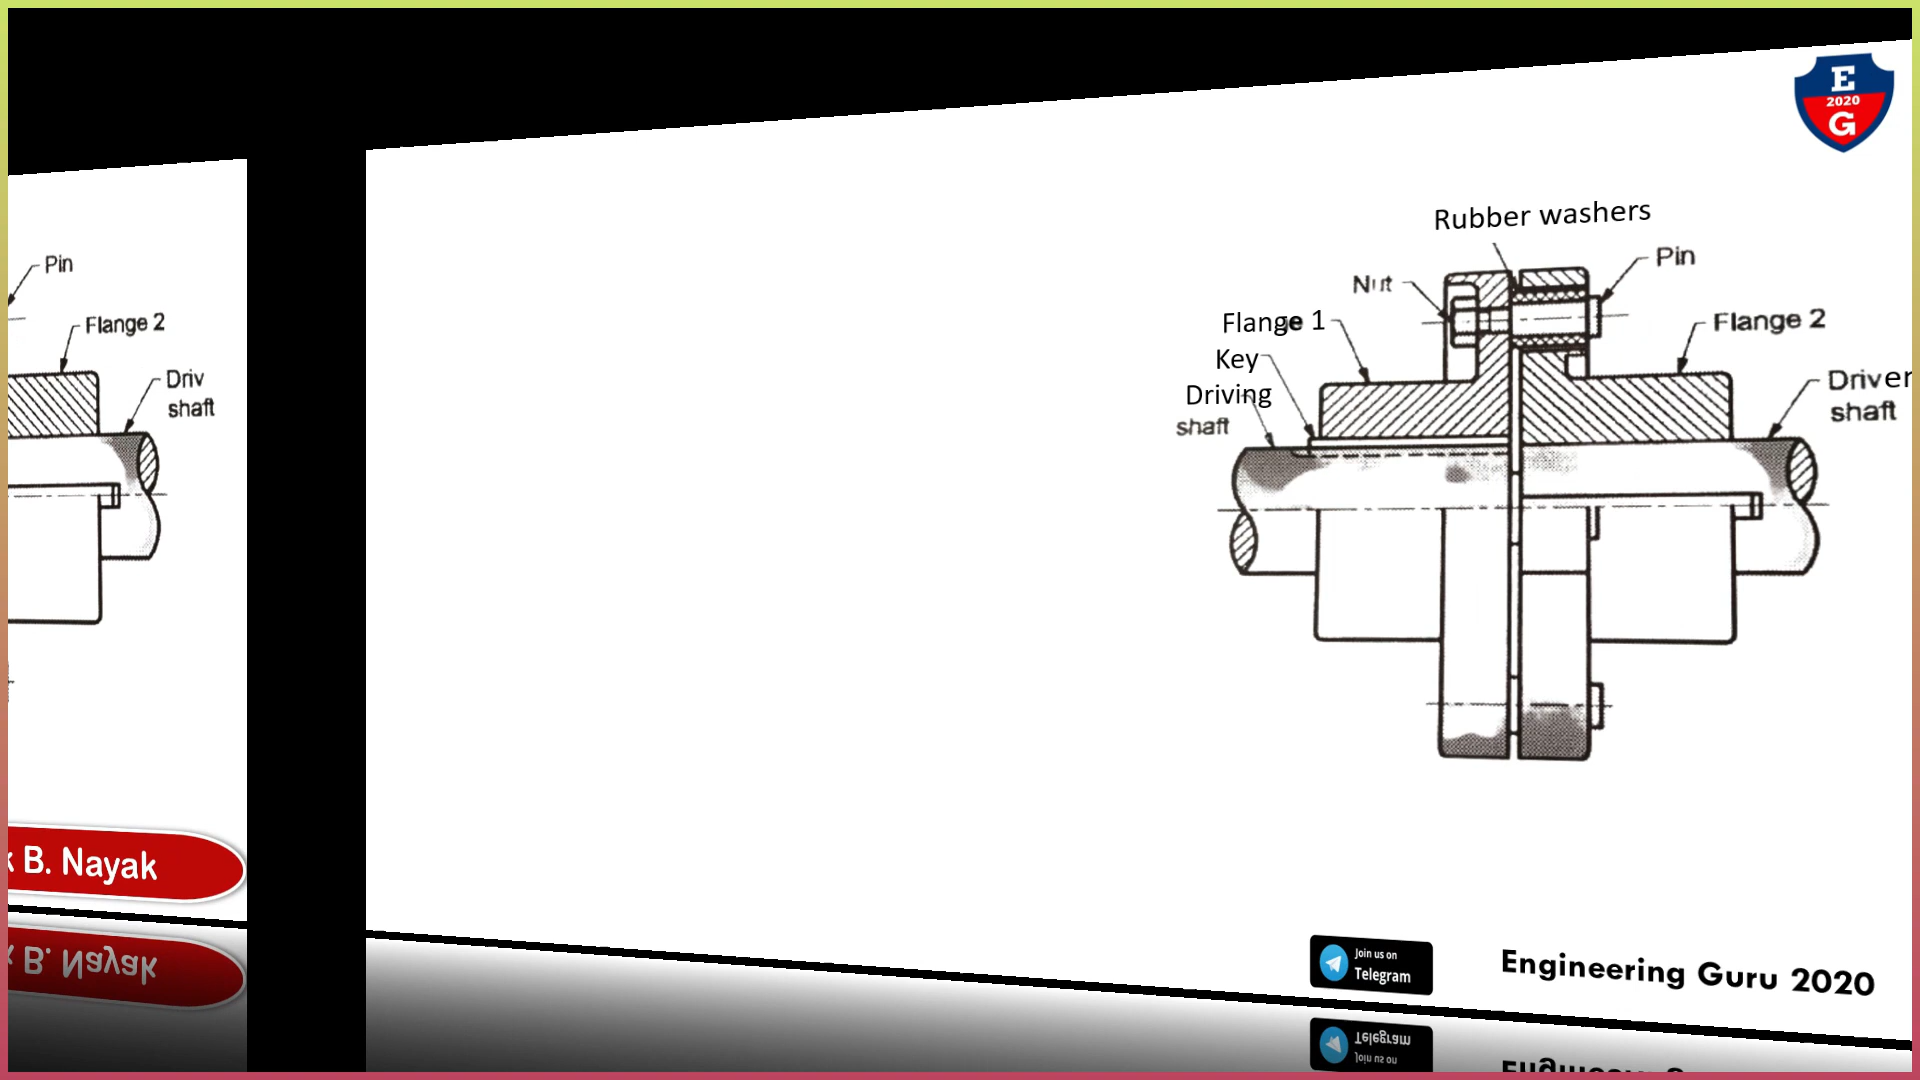 Pin
Flange 2
Driv
shaft
B. Nayak
E
2020
G
Rubber washers
Pin
Nut
Flange 1
Flange 2
Key
Driving
shaft
Driven
shaft
Join us on
Telegram
Engineering Guru 2020